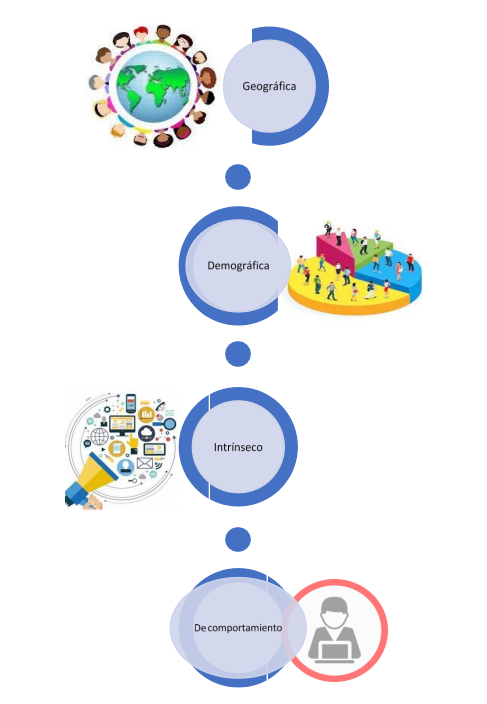 Geográfica
Demográfica
Intrínseco
De comportamiento